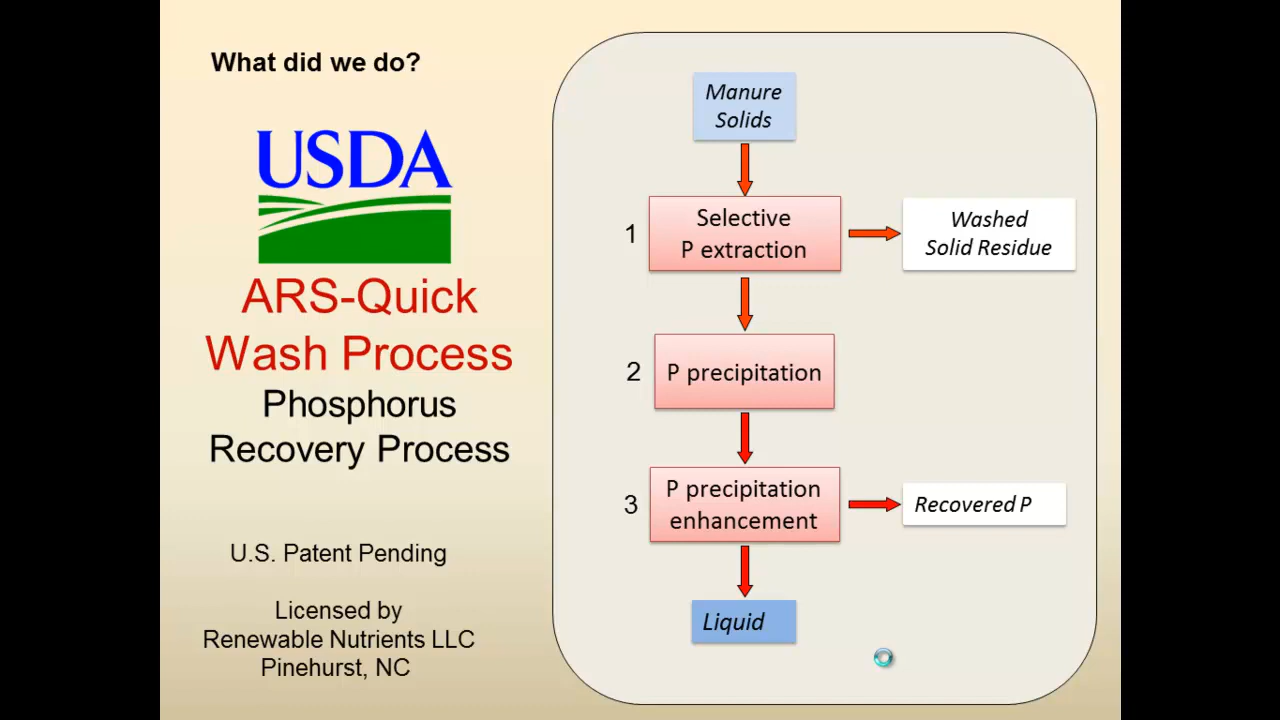 What did we do?
USDA
ARS-Quick
Wash Process
Phosphorus
Recovery Process
U.S. Patent Pending
Licensed by
Renewable Nutrients LLC
Pinehurst, NC
Manure
Solids
1
Selective
P extraction
Washed
Solid Residue
2
P precipitation
3
P precipitation
enhancement
Recovered P
Liquid